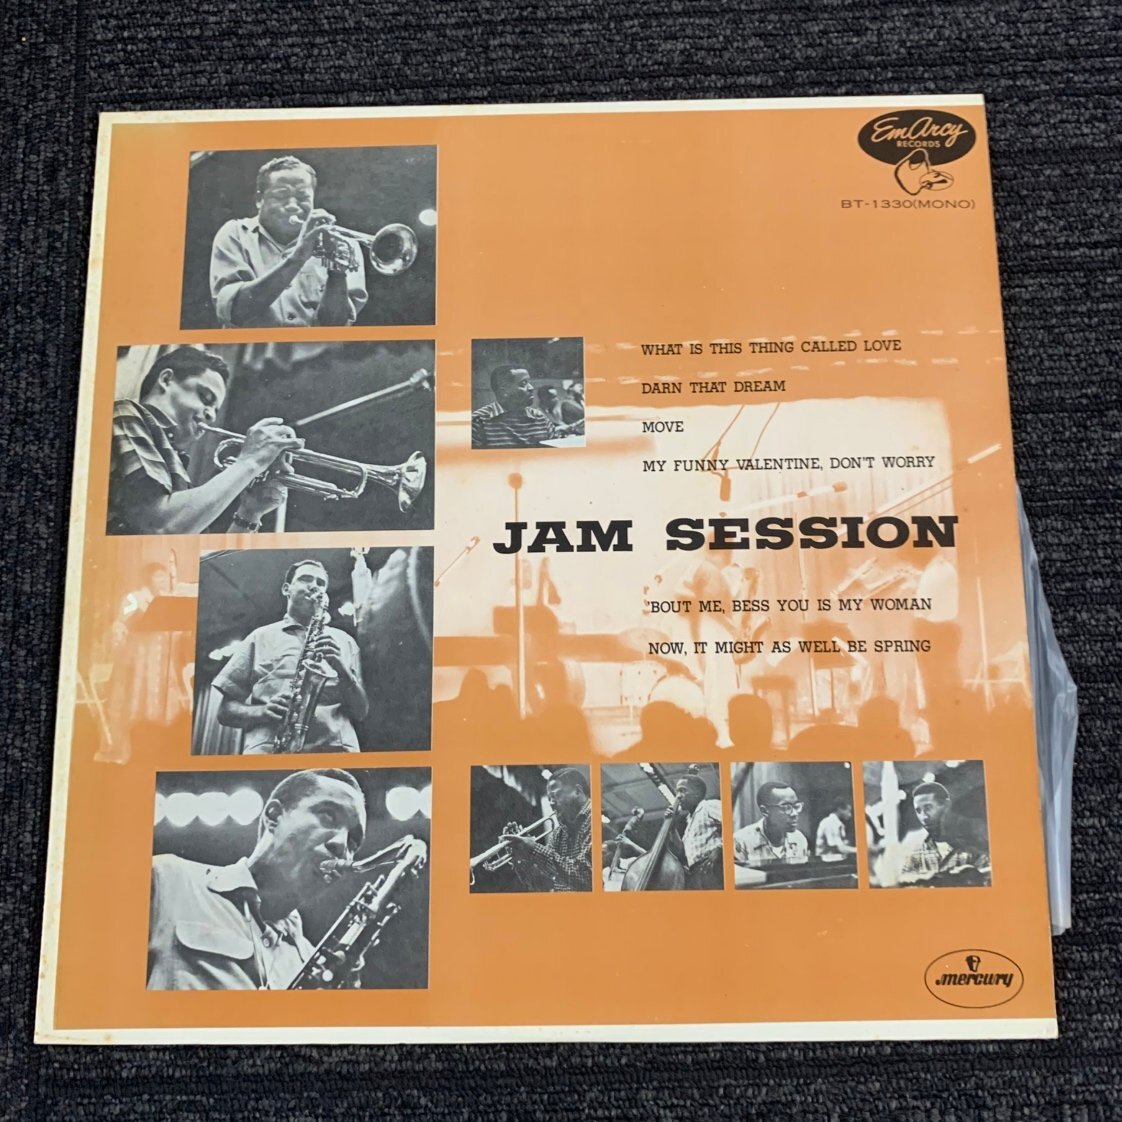 EmArcy
RECORDS
BT-1330(MONO)
WHAT IS THIS THING CALLED LOVE
DARN THAT DREAM
MOVE
MY FUNNY VALENTINE, DON'T WORRY
JAM SESSION
'BOUT ME, BESS YOU IS MY WOMAN
NOW, IT MIGHT AS WELL BE SPRING
mercury